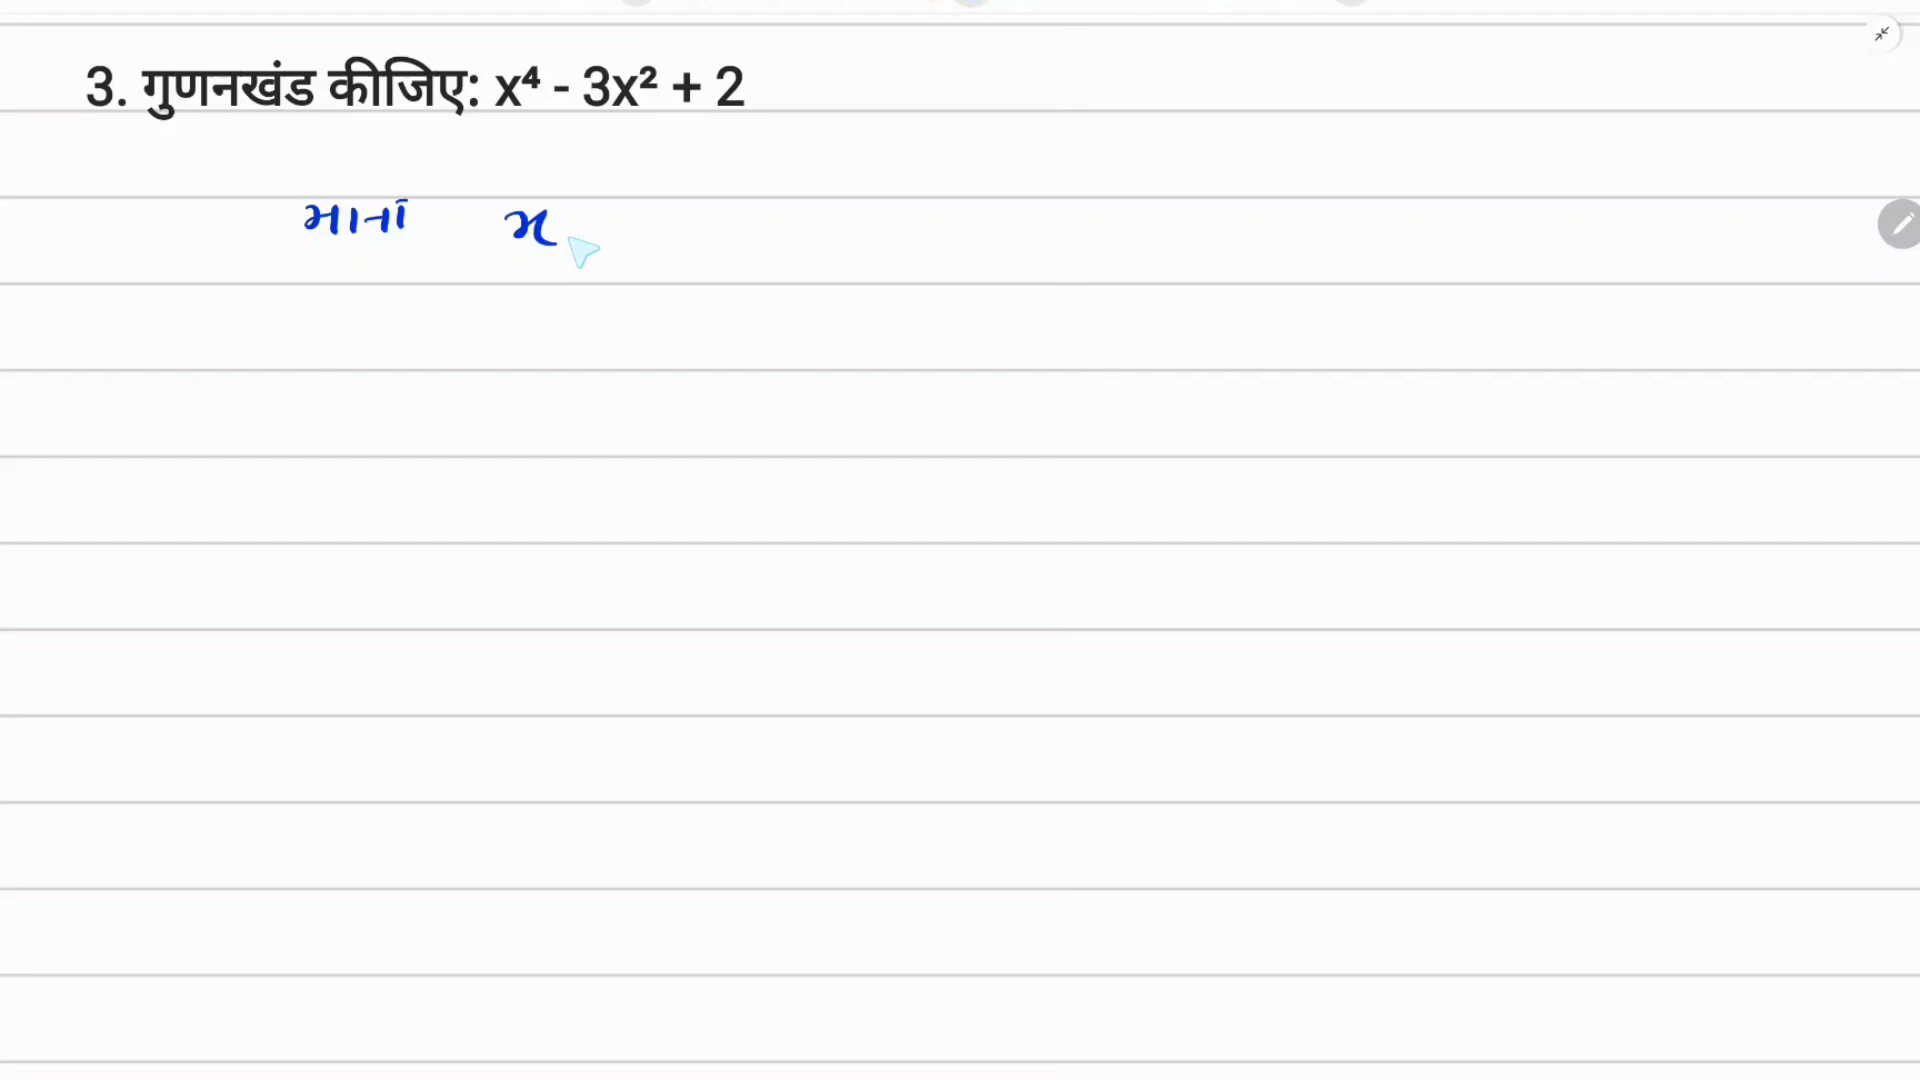 3. गुणनखंड कीजिए: x⁴ - 3x² + 2
माना x